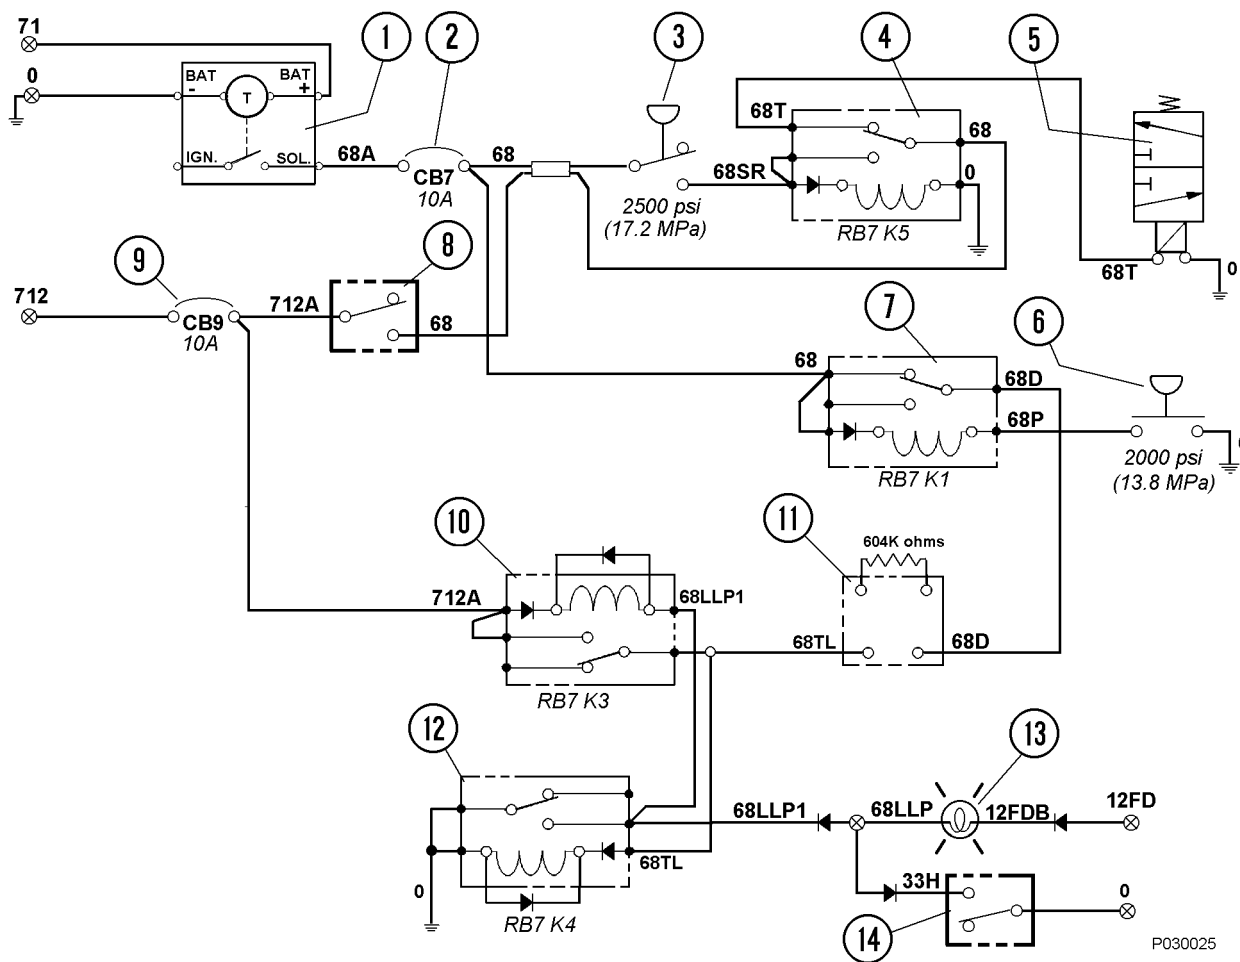 71
1
2
3
4
5
0
BAT
-
BAT
+
T
IGN.
SOL.
68A
CB7
10A
68
68T
68
68SR
0
2500 psi
(17.2 MPa)
RB7 K5
68T
0
9
8
712
CB9
10A
712A
68
7
6
68
68D
68P
RB7 K1
2000 psi
(13.8 MPa)
10
11
604K ohms
712A
68LLP1
68TL
68D
RB7 K3
12
13
68LLP1
68LLP
12FDB
12FD
68TL
0
RB7 K4
33H
0
14
P030025